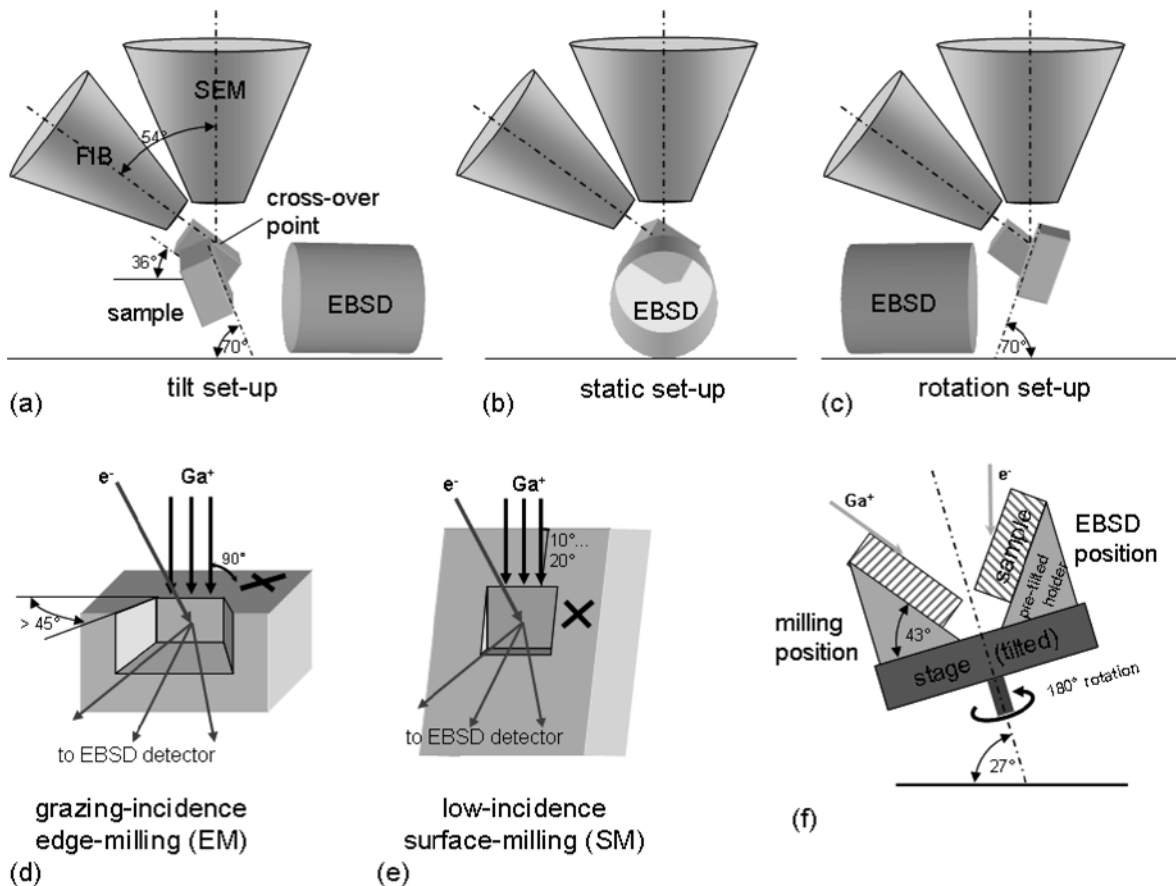 SEM
54°
FIB
cross-over
point
36°
sample
EBSD
70°
(a)
tilt set-up
EBSD
(b)
static set-up
EBSD
70°
(c)
rotation set-up
e-
Ga+
90°
> 45°
to EBSD detector
grazing-incidence
edge-milling (EM)
(d)
e-
Ga+
10°...
20°
to EBSD detector
low-incidence
surface-milling (SM)
(e)
Ga+
e-
sample
EBSD
position
pre-tilted
holder
milling
position
43°
stage (tilted)
180° rotation
27°
(f)